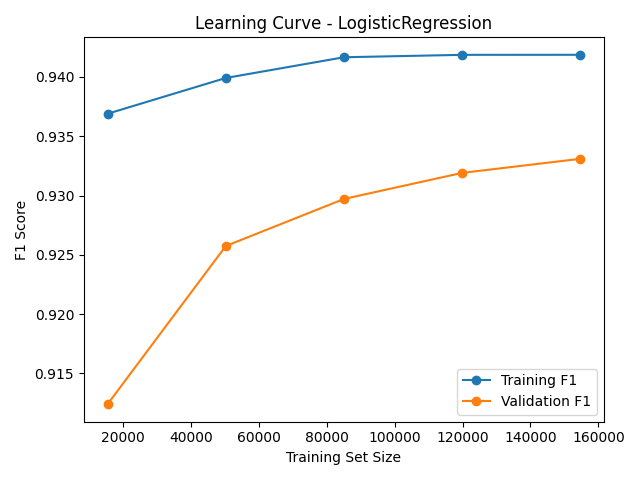 Learning Curve - LogisticRegression
0.940
0.935
0.930
0.925
0.920
0.915
F1 Score
Training F1
Validation F1
20000 40000 60000 80000 100000 120000 140000 160000
Training Set Size